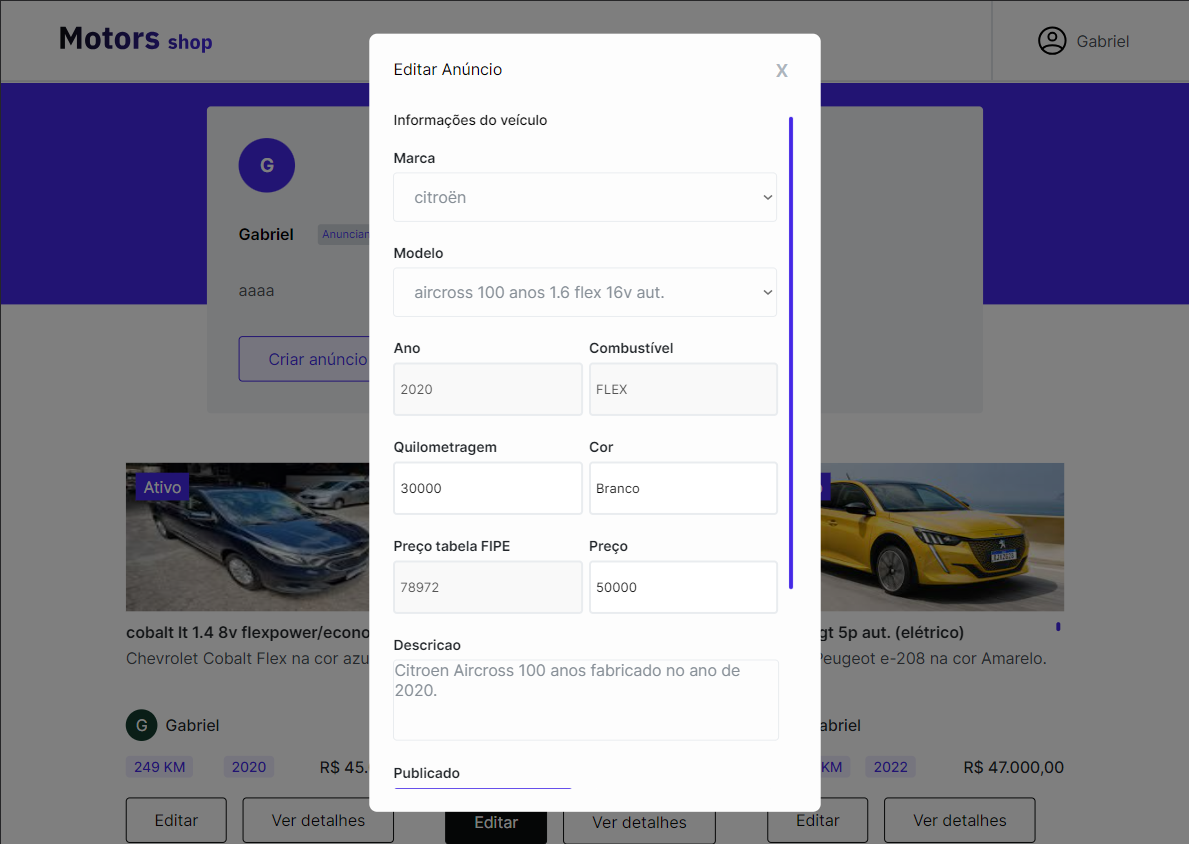 Motors shop
Gabriel
Editar Anúncio
X
Informações do veículo
Marca
citroën
Modelo
aircross 100 anos 1.6 flex 16v aut.
Ano
Combustível
2020
FLEX
Quilometragem
Cor
30000
Branco
Preço tabela FIPE
Preço
78972
50000
Descricao
Citroen Aircross 100 anos fabricado no ano de
2020.
Publicado
G
Gabriel
Anuncian
aaaa
Criar anúncio
Ativo
cobalt lt 1.4 8v flexpower/econo
Chevrolet Cobalt Flex na cor azu
G
Gabriel
249 KM
2020
R$ 45.
Editar
Ver detalhes
Editar
Ver detalhes
gt 5p aut. (elétrico)
Peugeot e-208 na cor Amarelo.
abriel
KM
2022
R$ 47.000,00
Editar
Ver detalhes